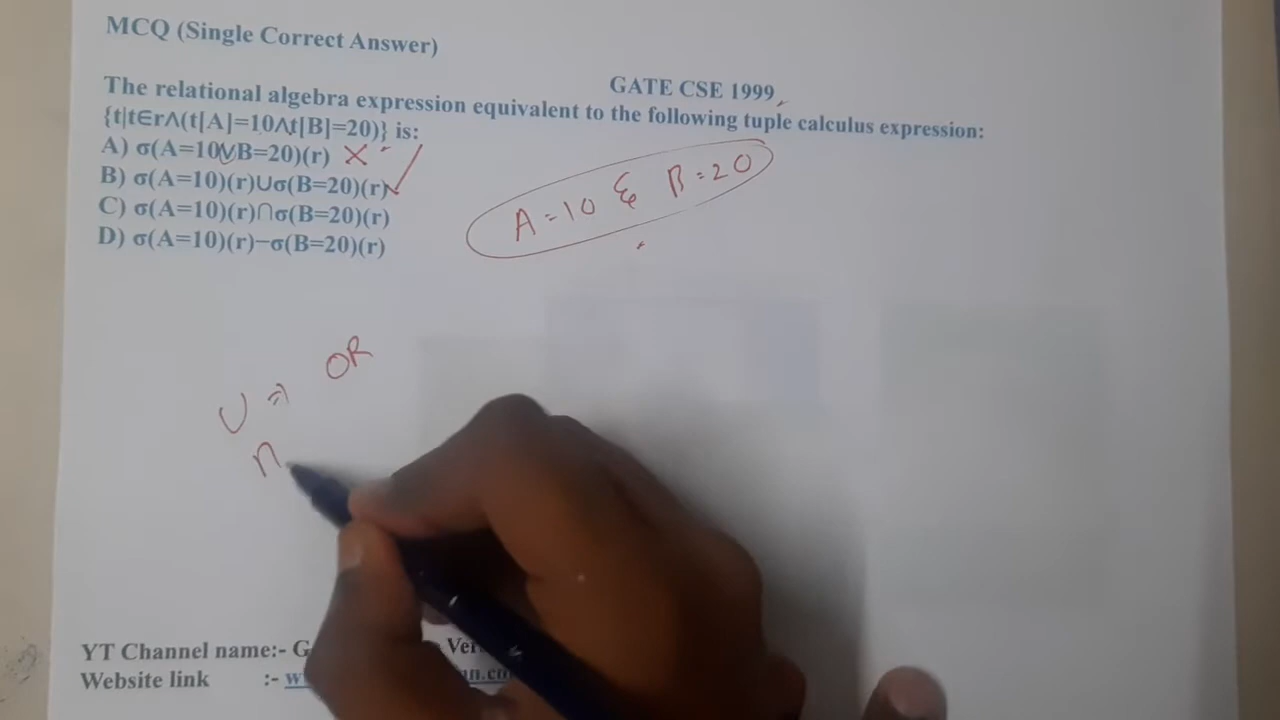 MCQ (Single Correct Answer)
GATE CSE 1999
The relational algebra expression equivalent to the following tuple calculus expression:
{t|t∈r∧(t[A]=10∧t[B]=20)} is:
A) σ(A=10∨B=20)(r)
B) σ(A=10)(r)∪σ(B=20)(r)
C) σ(A=10)(r)∩σ(B=20)(r)
D) σ(A=10)(r)−σ(B=20)(r)
A=10 & B=20
∪ ⇒ OR
∩
YT Channel name:-
Website link :-